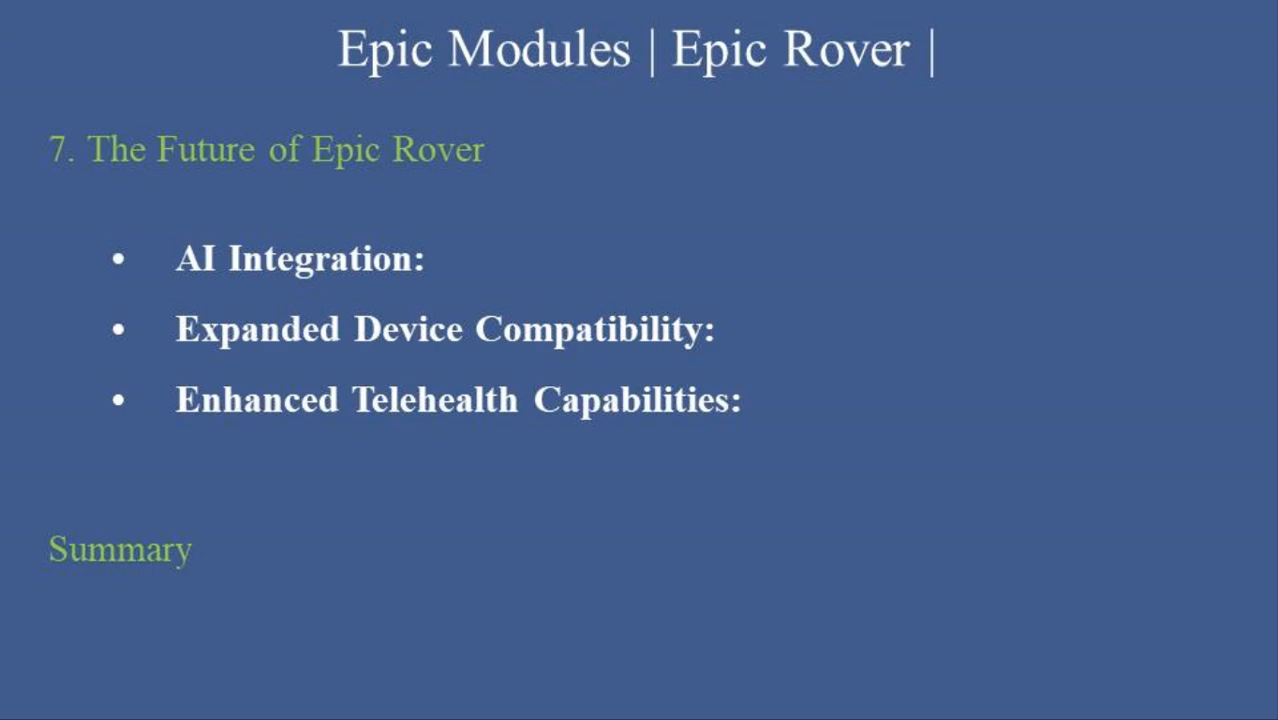 Epic Modules | Epic Rover |
7. The Future of Epic Rover
• AI Integration:
• Expanded Device Compatibility:
• Enhanced Telehealth Capabilities:
Summary